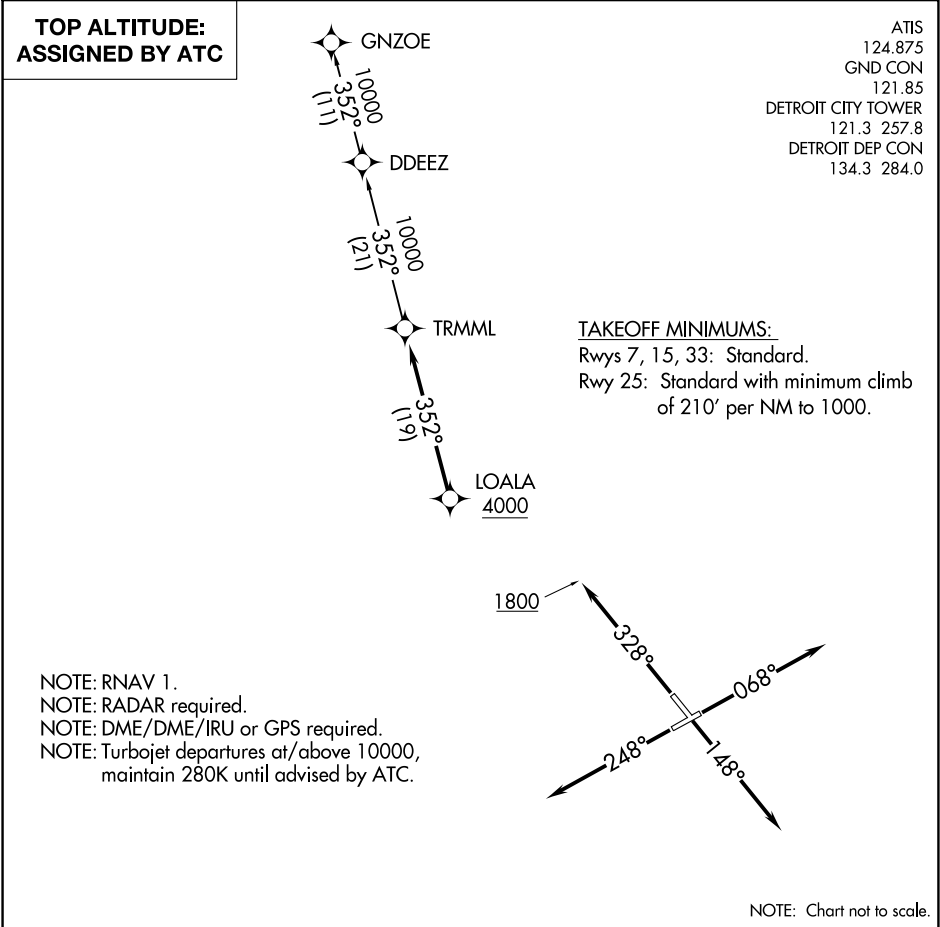 TOP ALTITUDE:
ASSIGNED BY ATC
ATIS
124.875
GND CON
121.85
DETROIT CITY TOWER
121.3 257.8
DETROIT DEP CON
134.3 284.0
GNZOE
10000
352°
(11)
DDEEZ
10000
352°
(21)
TRMML
352°
(19)
LOALA
4000
TAKEOFF MINIMUMS:
Rwys 7, 15, 33: Standard.
Rwy 25: Standard with minimum climb
of 210' per NM to 1000.
1800
328°
068°
248°
148°
NOTE: RNAV 1.
NOTE: RADAR required.
NOTE: DME/DME/IRU or GPS required.
NOTE: Turbojet departures at/above 10000,
maintain 280K until advised by ATC.
NOTE: Chart not to scale.